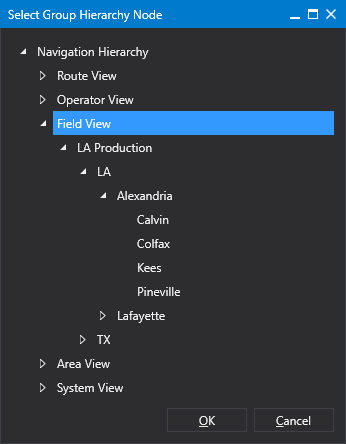 Select Group Hierarchy Node
Navigation Hierarchy
Route View
Operator View
Field View
LA Production
LA
Alexandria
Calvin
Colfax
Kees
Pineville
Lafayette
TX
Area View
System View
OK
Cancel